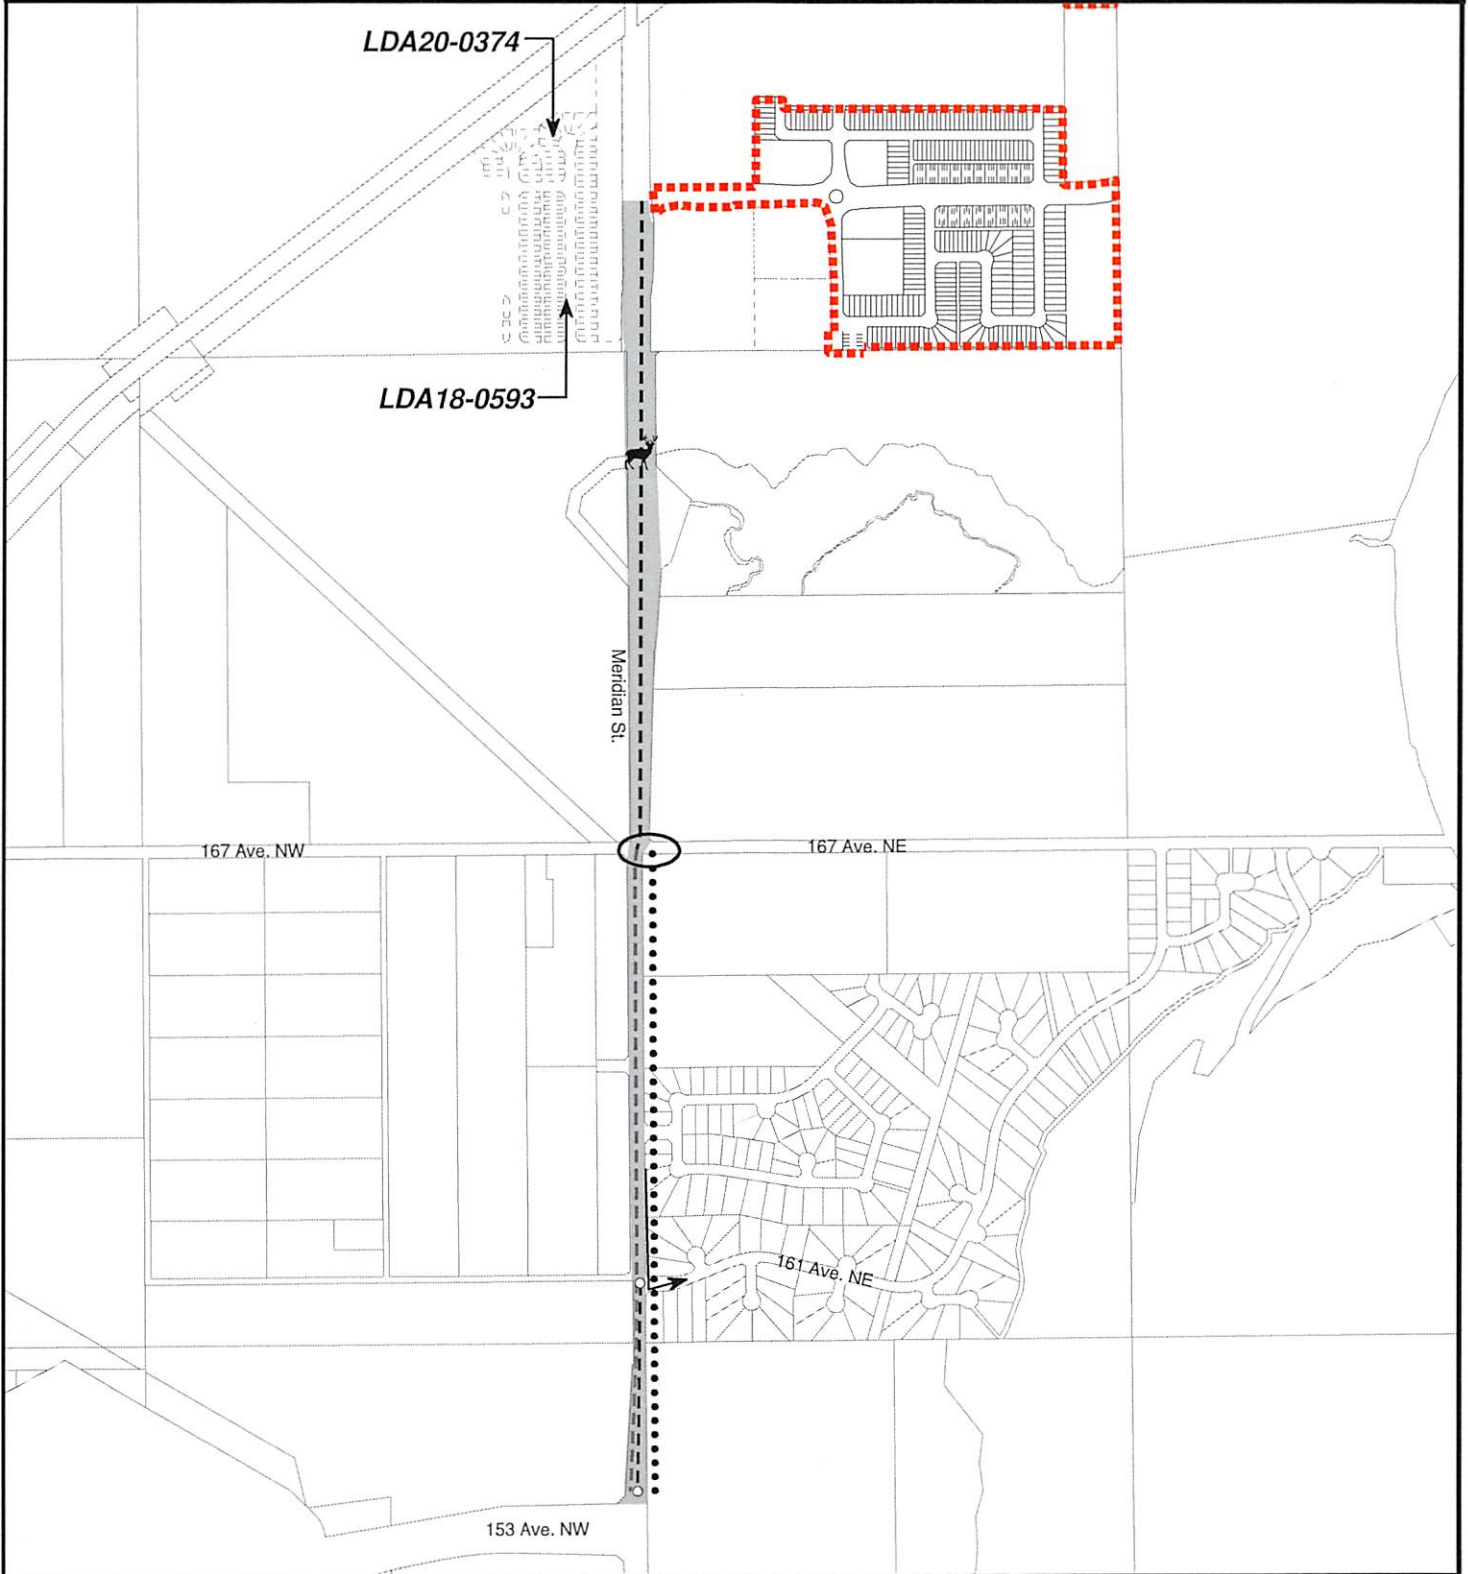 LDA20-0374
LDA18-0593
Meridian St.
167 Ave. NW
167 Ave. NE
161 Ave. NE
153 Ave. NW